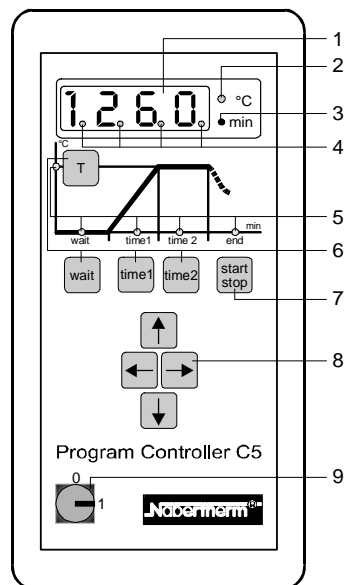 1
2
1260 °C
3
min
4
°C
T
5
min
wait time1 time 2 end
6
wait time1 time2 start stop
7
8
Program Controller C5
9
0
1
Nabertherm®